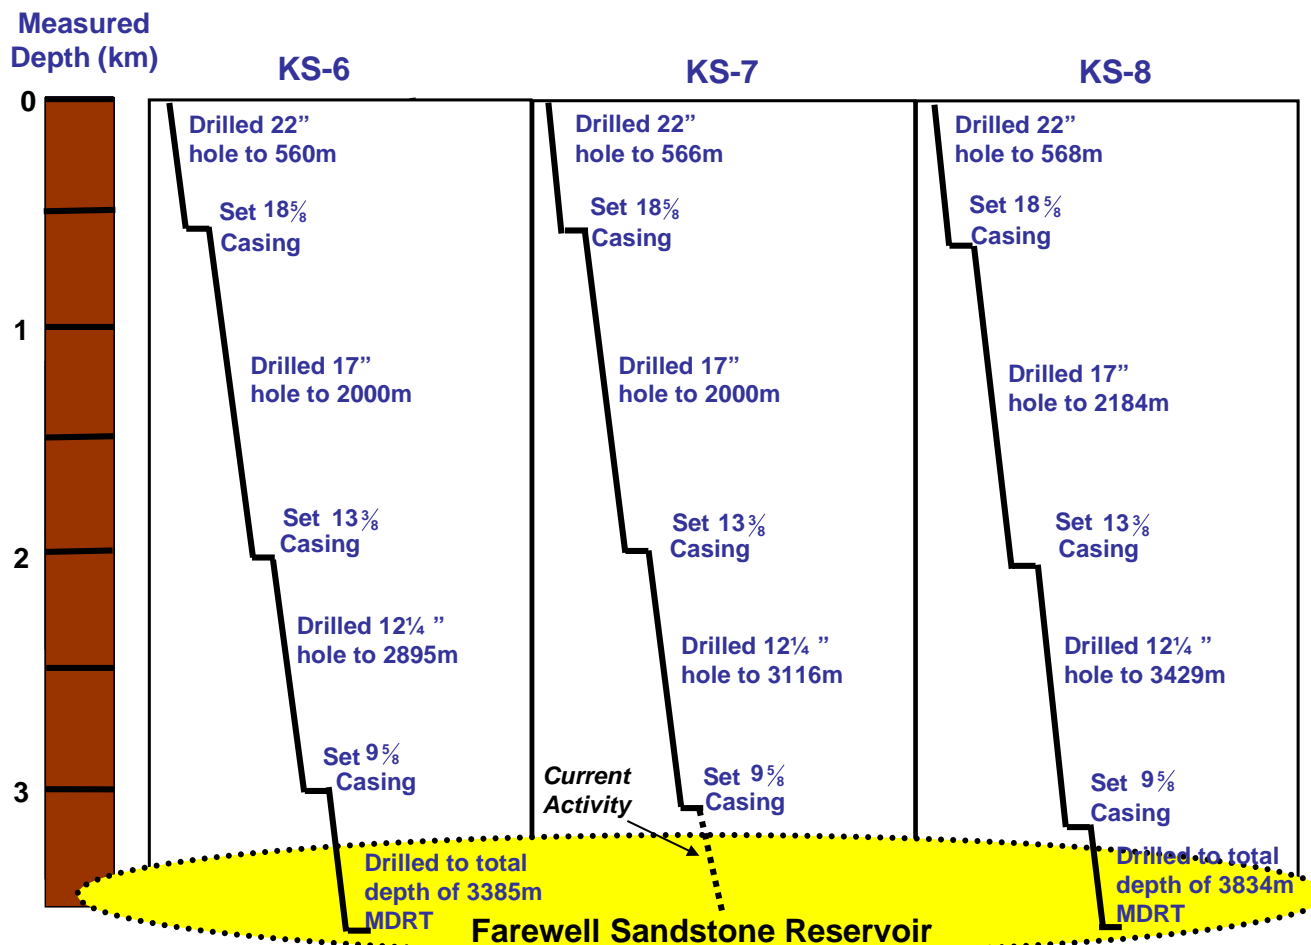 Measured
Depth (km)
0
1
2
3
KS-6
Drilled 22”
hole to 560m
Set 18⅝
Casing
Drilled 17”
hole to 2000m
Set 13⅜
Casing
Drilled 12¼ ”
hole to 2895m
Set 9⅝
Casing
Drilled to total
depth of 3385m
MDRT
KS-7
Drilled 22”
hole to 566m
Set 18⅝
Casing
Drilled 17”
hole to 2000m
Set 13⅜
Casing
Drilled 12¼ ”
hole to 3116m
Set 9⅝
Casing
Current
Activity
KS-8
Drilled 22”
hole to 568m
Set 18⅝
Casing
Drilled 17”
hole to 2184m
Set 13⅜
Casing
Drilled 12¼ ”
hole to 3429m
Set 9⅝
Casing
Drilled to total
depth of 3834m
MDRT
Farewell Sandstone Reservoir